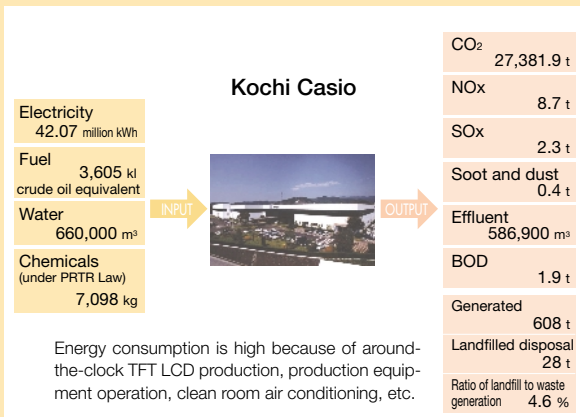 Kochi Casio
Electricity
42.07 million kWh
Fuel
3,605 kl
crude oil equivalent
Water
660,000 m³
Chemicals
(under PRTR Law)
7,098 kg
INPUT
OUTPUT
CO₂
27,381.9 t
NOx
8.7 t
SOx
2.3 t
Soot and dust
0.4 t
Effluent
586,900 m³
BOD
1.9 t
Generated
608 t
Landfilled disposal
28 t
Ratio of landfill to waste
generation 4.6 %
Energy consumption is high because of around-
the-clock TFT LCD production, production equip-
ment operation, clean room air conditioning, etc.